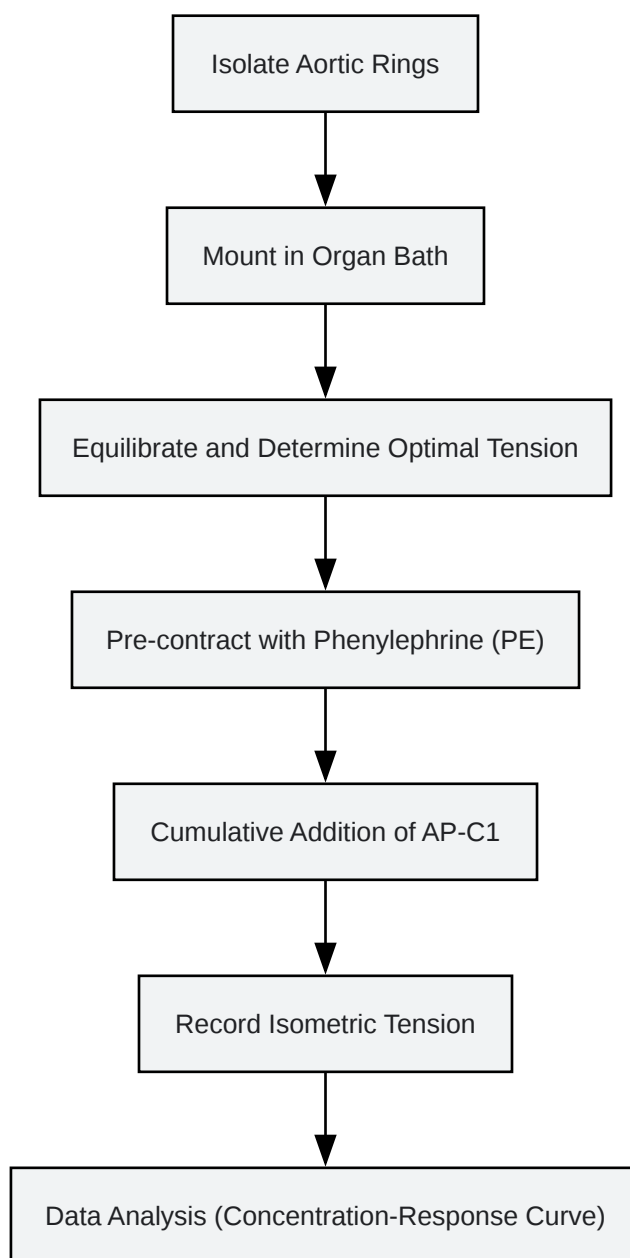 Isolate Aortic Rings
Mount in Organ Bath
Equilibrate and Determine Optimal Tension
Pre-contract with Phenylephrine (PE)
Cumulative Addition of AP-C1
Record Isometric Tension
Data Analysis (Concentration-Response Curve)